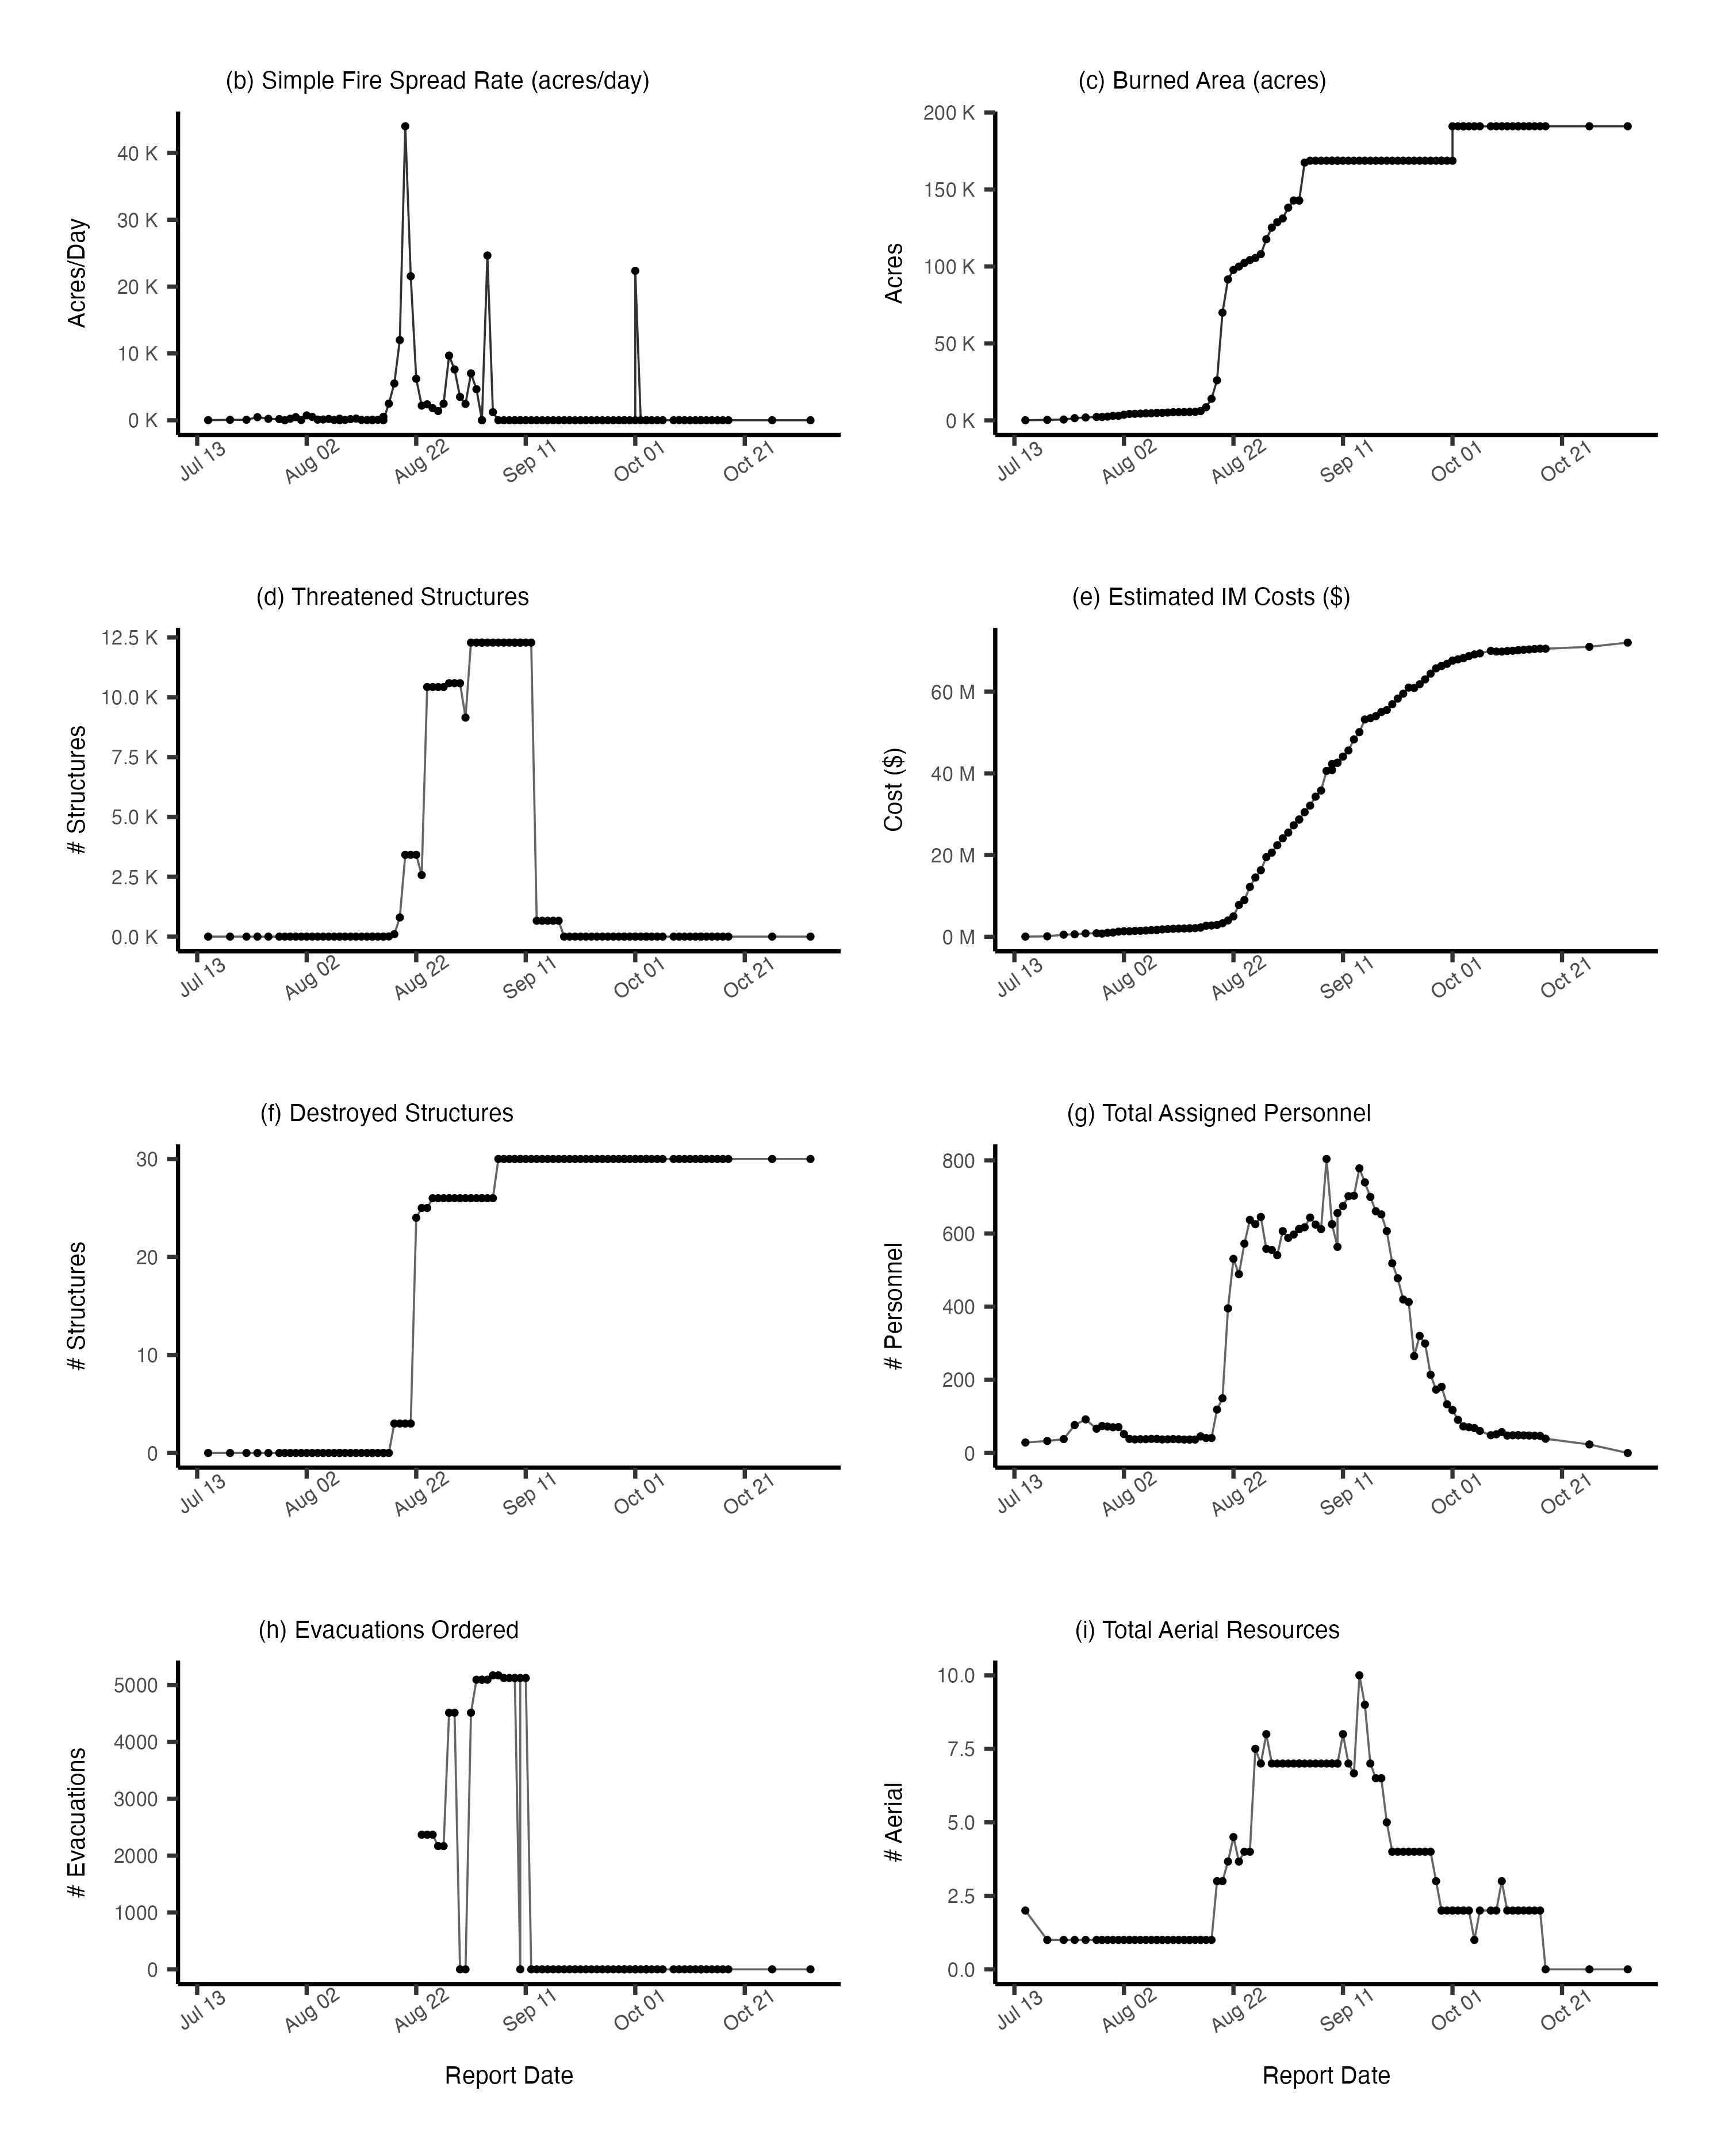 (b) Simple Fire Spread Rate (acres/day)
Acres/Day
40 K
30 K
20 K
10 K
0 K
Jul 13
Aug 02
Aug 22
Sep 11
Oct 01
Oct 21
(c) Burned Area (acres)
Acres
200 K
150 K
100 K
50 K
0 K
Jul 13
Aug 02
Aug 22
Sep 11
Oct 01
Oct 21
(d) Threatened Structures
# Structures
12.5 K
10.0 K
7.5 K
5.0 K
2.5 K
0.0 K
Jul 13
Aug 02
Aug 22
Sep 11
Oct 01
Oct 21
(e) Estimated IM Costs ($)
Cost ($)
60 M
40 M
20 M
0 M
Jul 13
Aug 02
Aug 22
Sep 11
Oct 01
Oct 21
(f) Destroyed Structures
# Structures
30
20
10
0
Jul 13
Aug 02
Aug 22
Sep 11
Oct 01
Oct 21
(g) Total Assigned Personnel
# Personnel
800
600
400
200
0
Jul 13
Aug 02
Aug 22
Sep 11
Oct 01
Oct 21
(h) Evacuations Ordered
# Evacuations
5000
4000
3000
2000
1000
0
Jul 13
Aug 02
Aug 22
Sep 11
Oct 01
Oct 21
Report Date
(i) Total Aerial Resources
# Aerial
10.0
7.5
5.0
2.5
0.0
Jul 13
Aug 02
Aug 22
Sep 11
Oct 01
Oct 21
Report Date